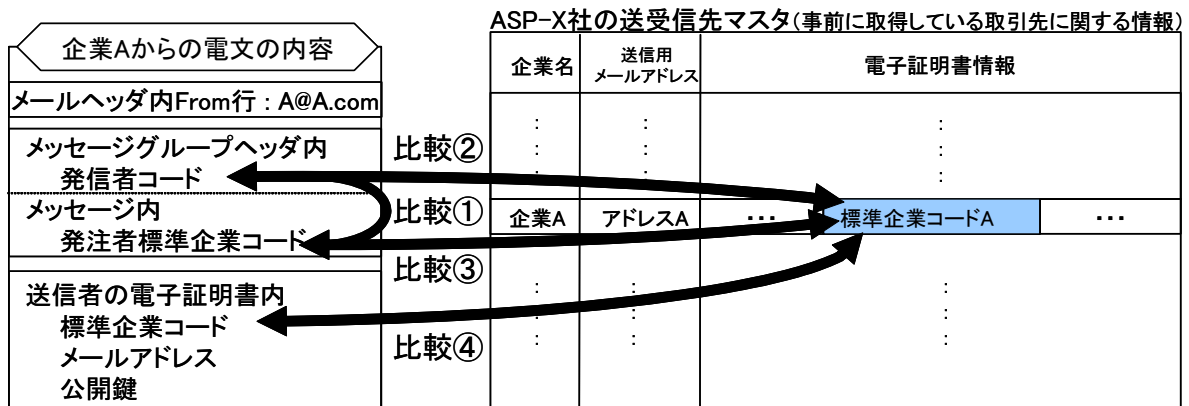 ASP-X社の送受信先マスタ(事前に取得している取引先に関する情報)
企業Aからの電文の内容
メールヘッダ内From行:A@A.com
メッセージグループヘッダ内
発信者コード
メッセージ内
発注者標準企業コード
送信者の電子証明書内
標準企業コード
メールアドレス
公開鍵
比較②
比較①
比較③
比較④
企業名
送信用
メールアドレス
電子証明書情報
: : :
: : :
: : :
企業A アドレスA ・・・ 標準企業コードA ・・・
: : :
: : :
: : :